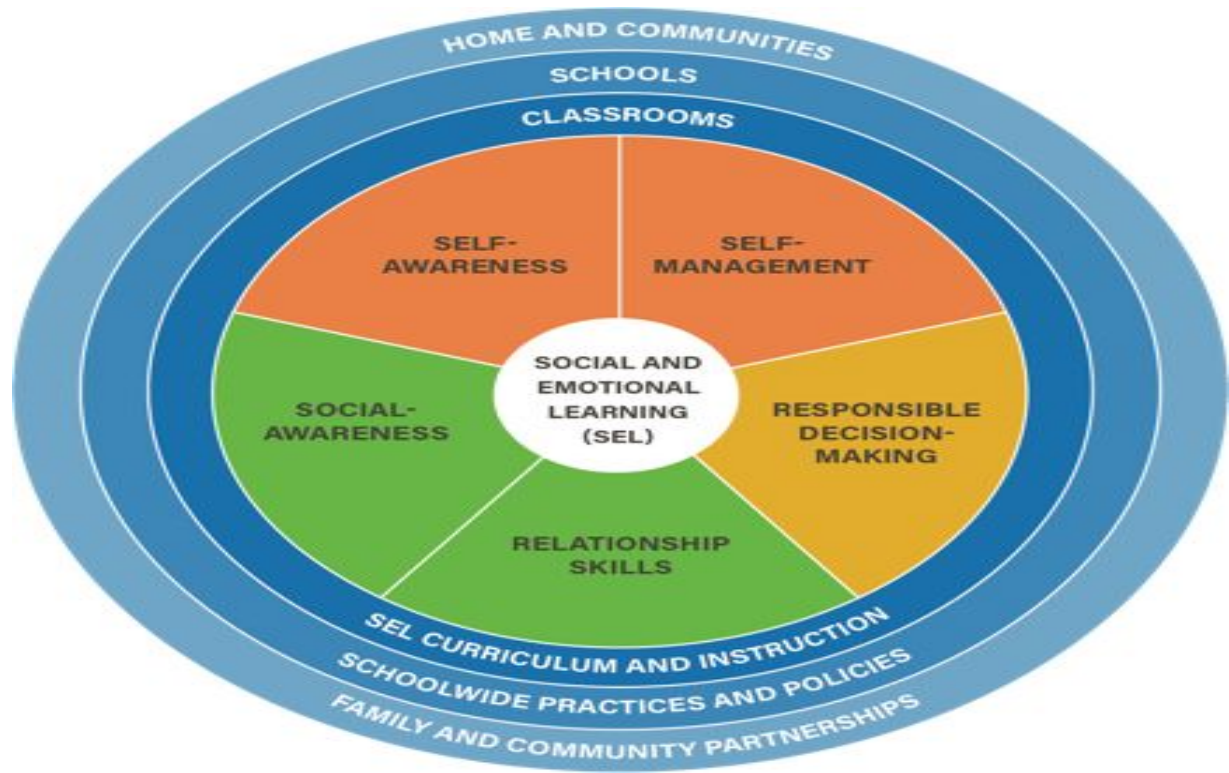 HOME AND COMMUNITIES
SCHOOLS
CLASSROOMS
SELF-
AWARENESS
SELF-
MANAGEMENT
SOCIAL AND
EMOTIONAL
LEARNING
(SEL)
SOCIAL-
AWARENESS
RESPONSIBLE
DECISION-
MAKING
RELATIONSHIP
SKILLS
SEL CURRICULUM AND INSTRUCTION
SCHOOLWIDE PRACTICES AND POLICIES
FAMILY AND COMMUNITY PARTNERSHIPS